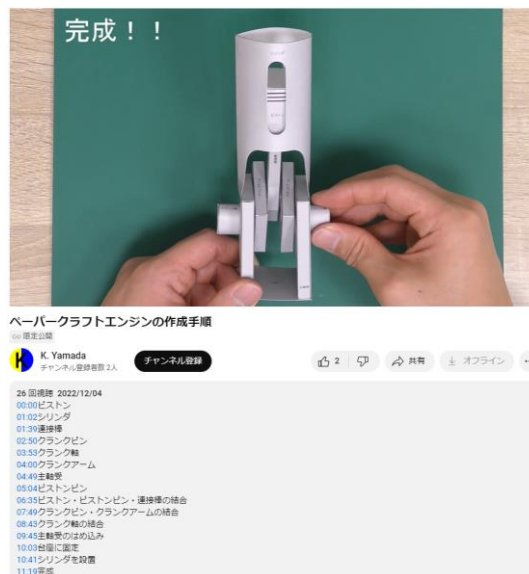 完成！！
ペーパークラフトエンジンの作成手順
限定公開
K. Yamada
チャンネル登録者数 2人
チャンネル登録
2
共有
オフライン
26 回視聴 2022/12/04
00:00ピストン
01:02シリンダ
01:39連接棒
02:50クランクピン
03:53クランク軸
04:00クランクアーム
04:49主軸受
05:04ピストンピン
06:35ピストン・ピストンピン・連接棒の結合
07:49クランクピン・クランクアームの結合
08:43クランク軸の結合
09:45主軸受のはめ込み
10:03台座に固定
10:41シリンダを設置
11:19完成